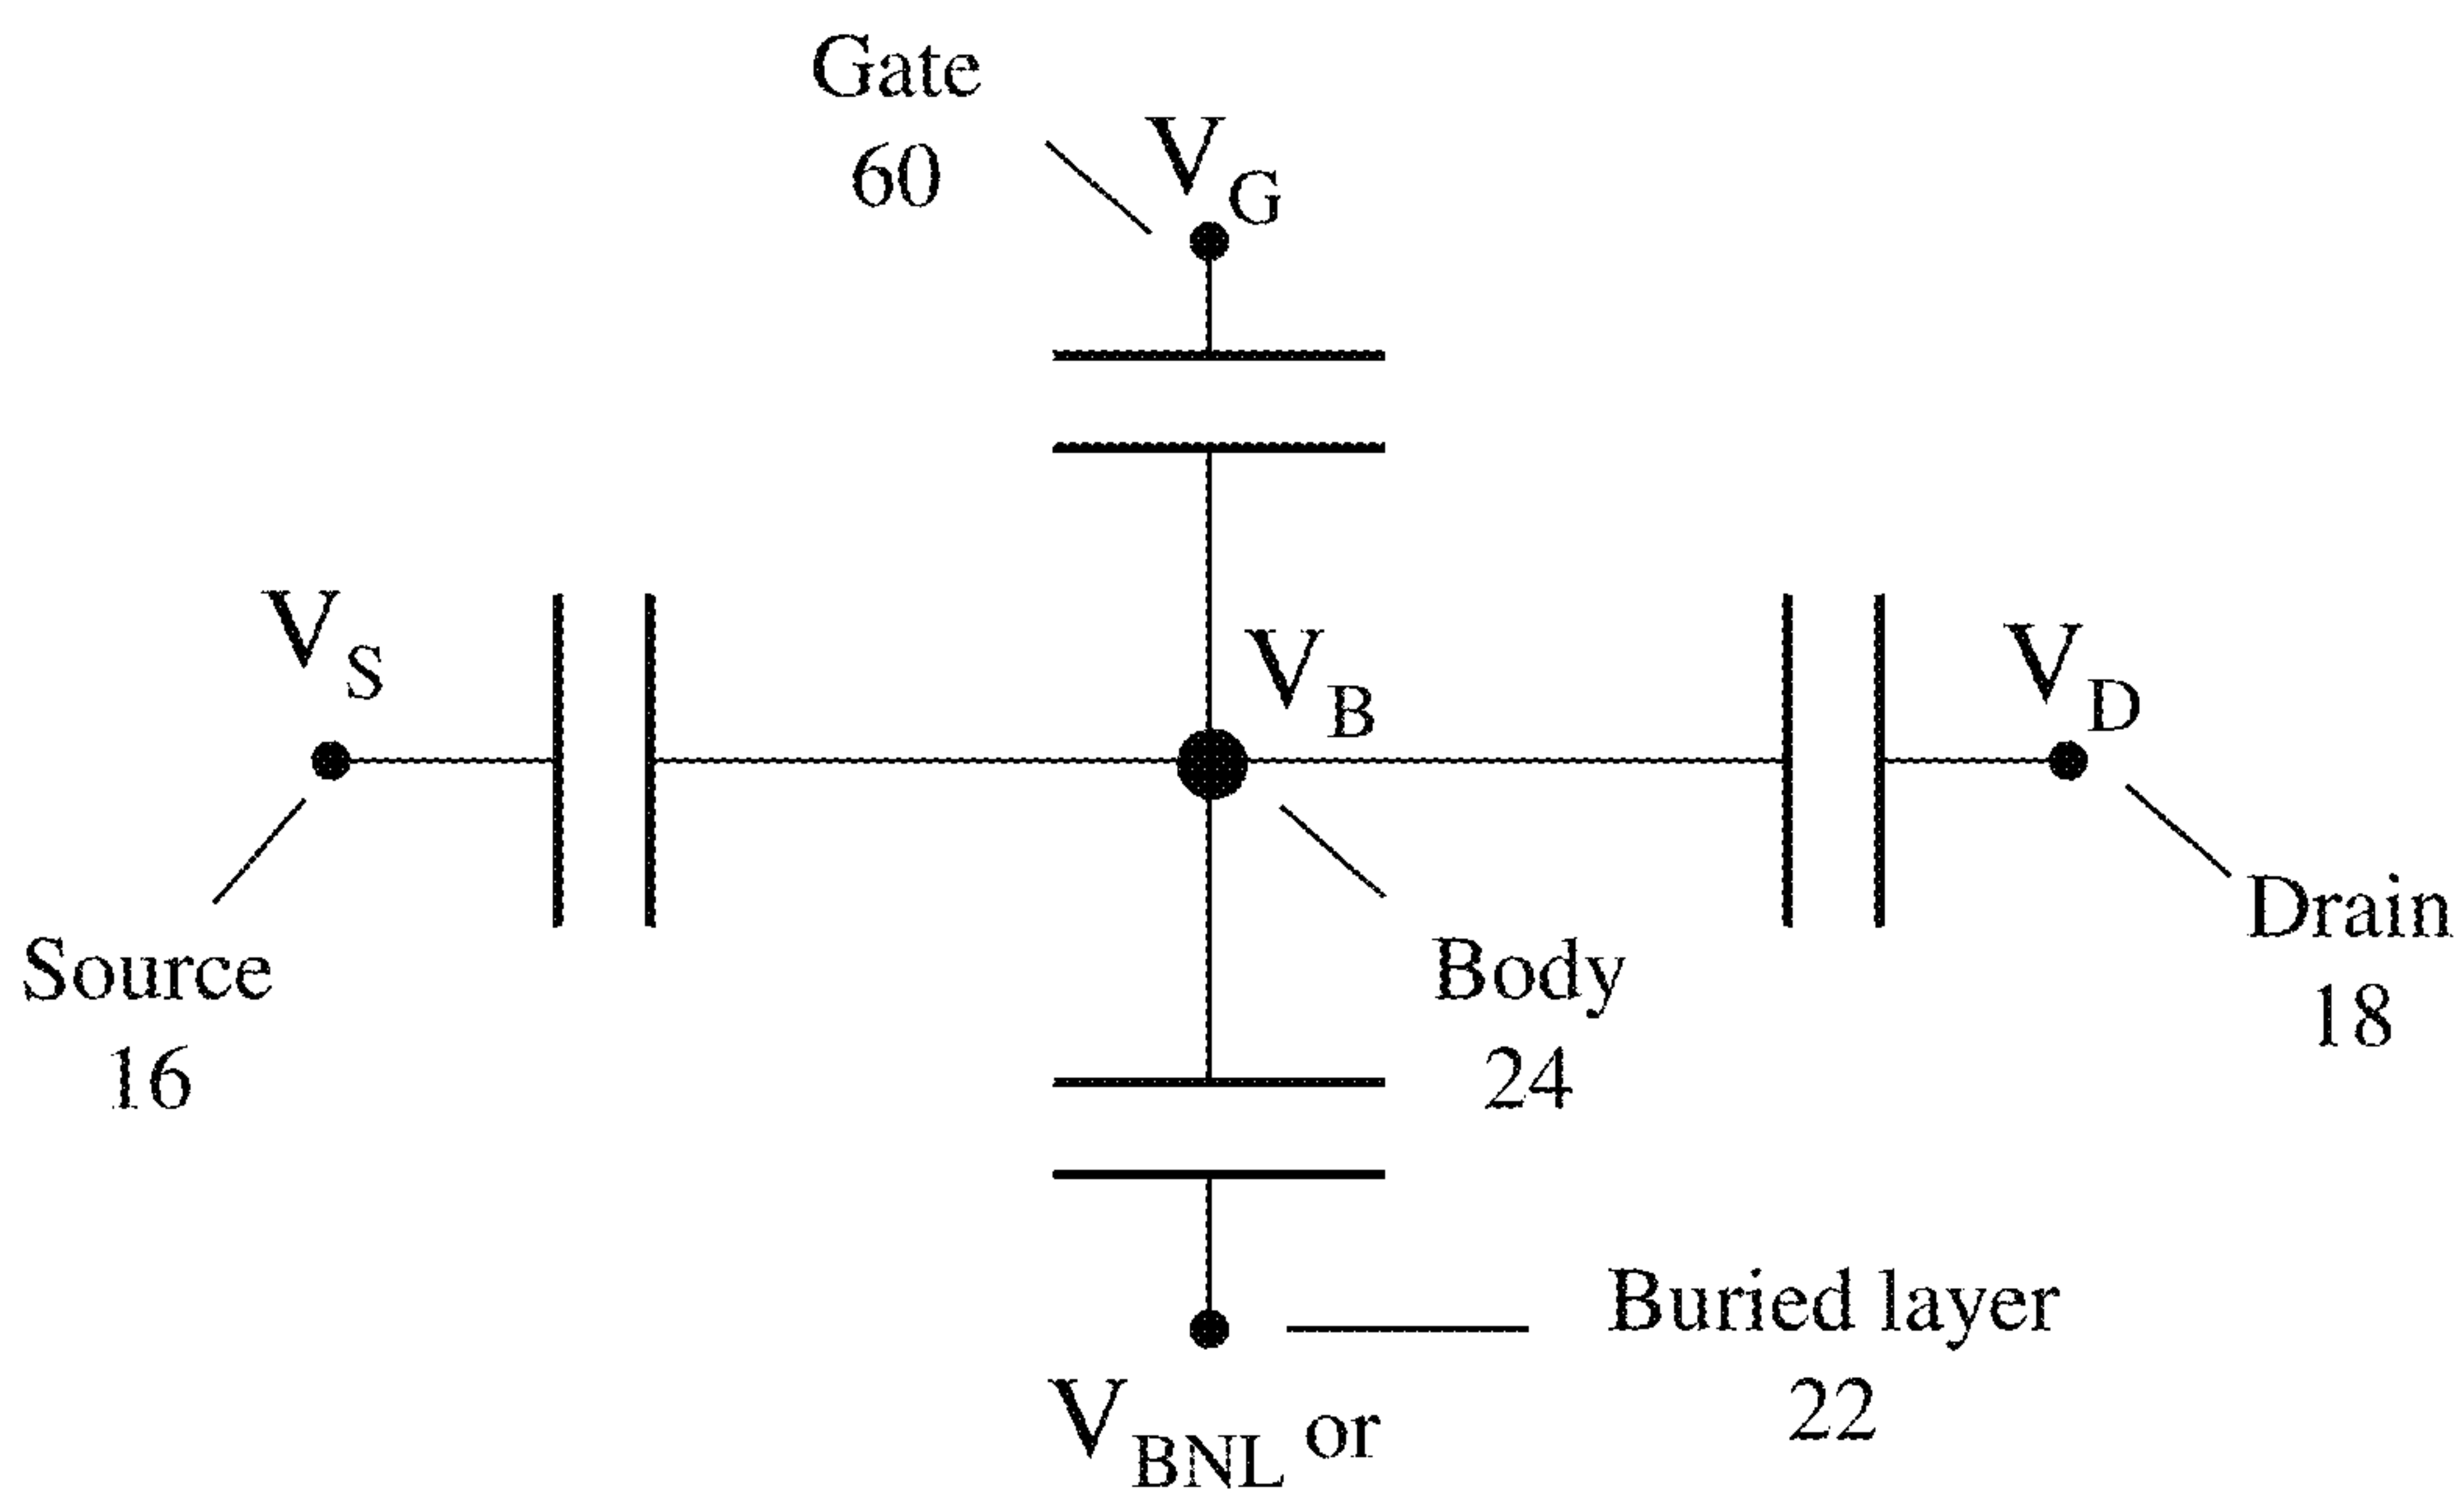 Gate
60
VG
VS
VB
VD
Source
16
Body
24
Drain
18
Buried layer
22
VBNL or